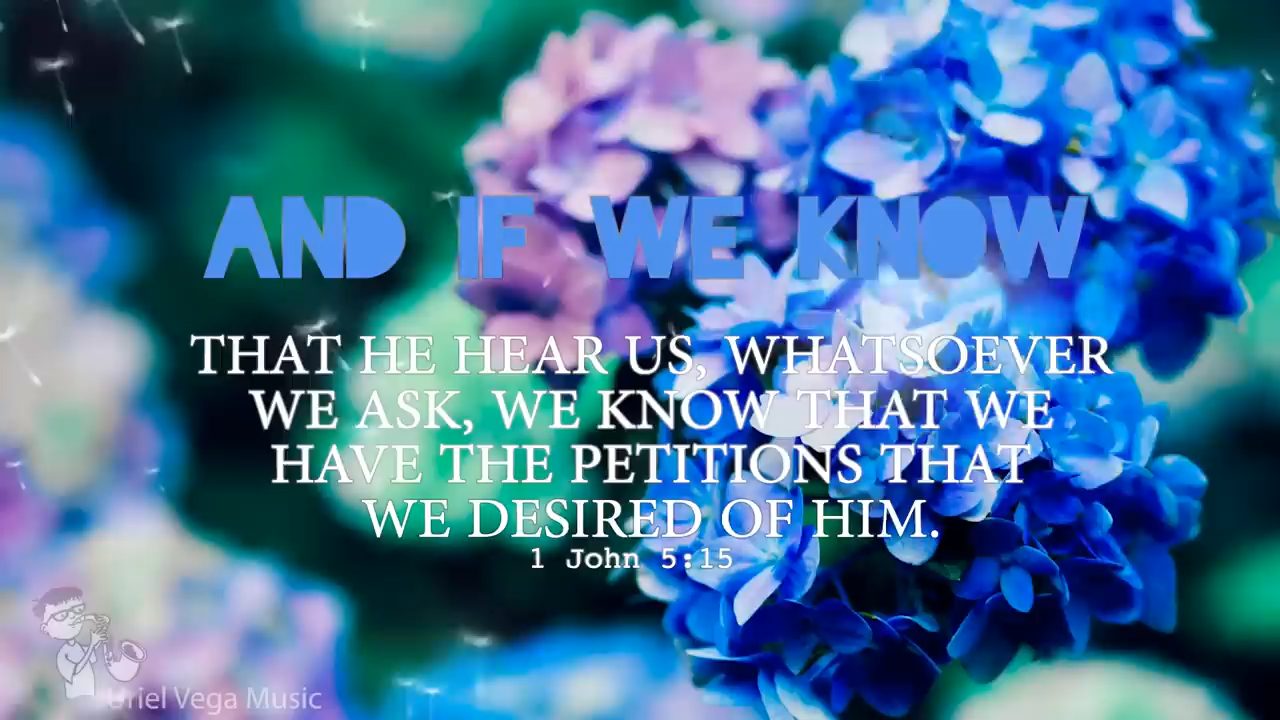 AND IF WE KNOW
THAT HE HEAR US, WHATSOEVER
WE ASK, WE KNOW THAT WE
HAVE THE PETITIONS THAT
WE DESIRED OF HIM.
1 John 5:15
Uriel Vega Music